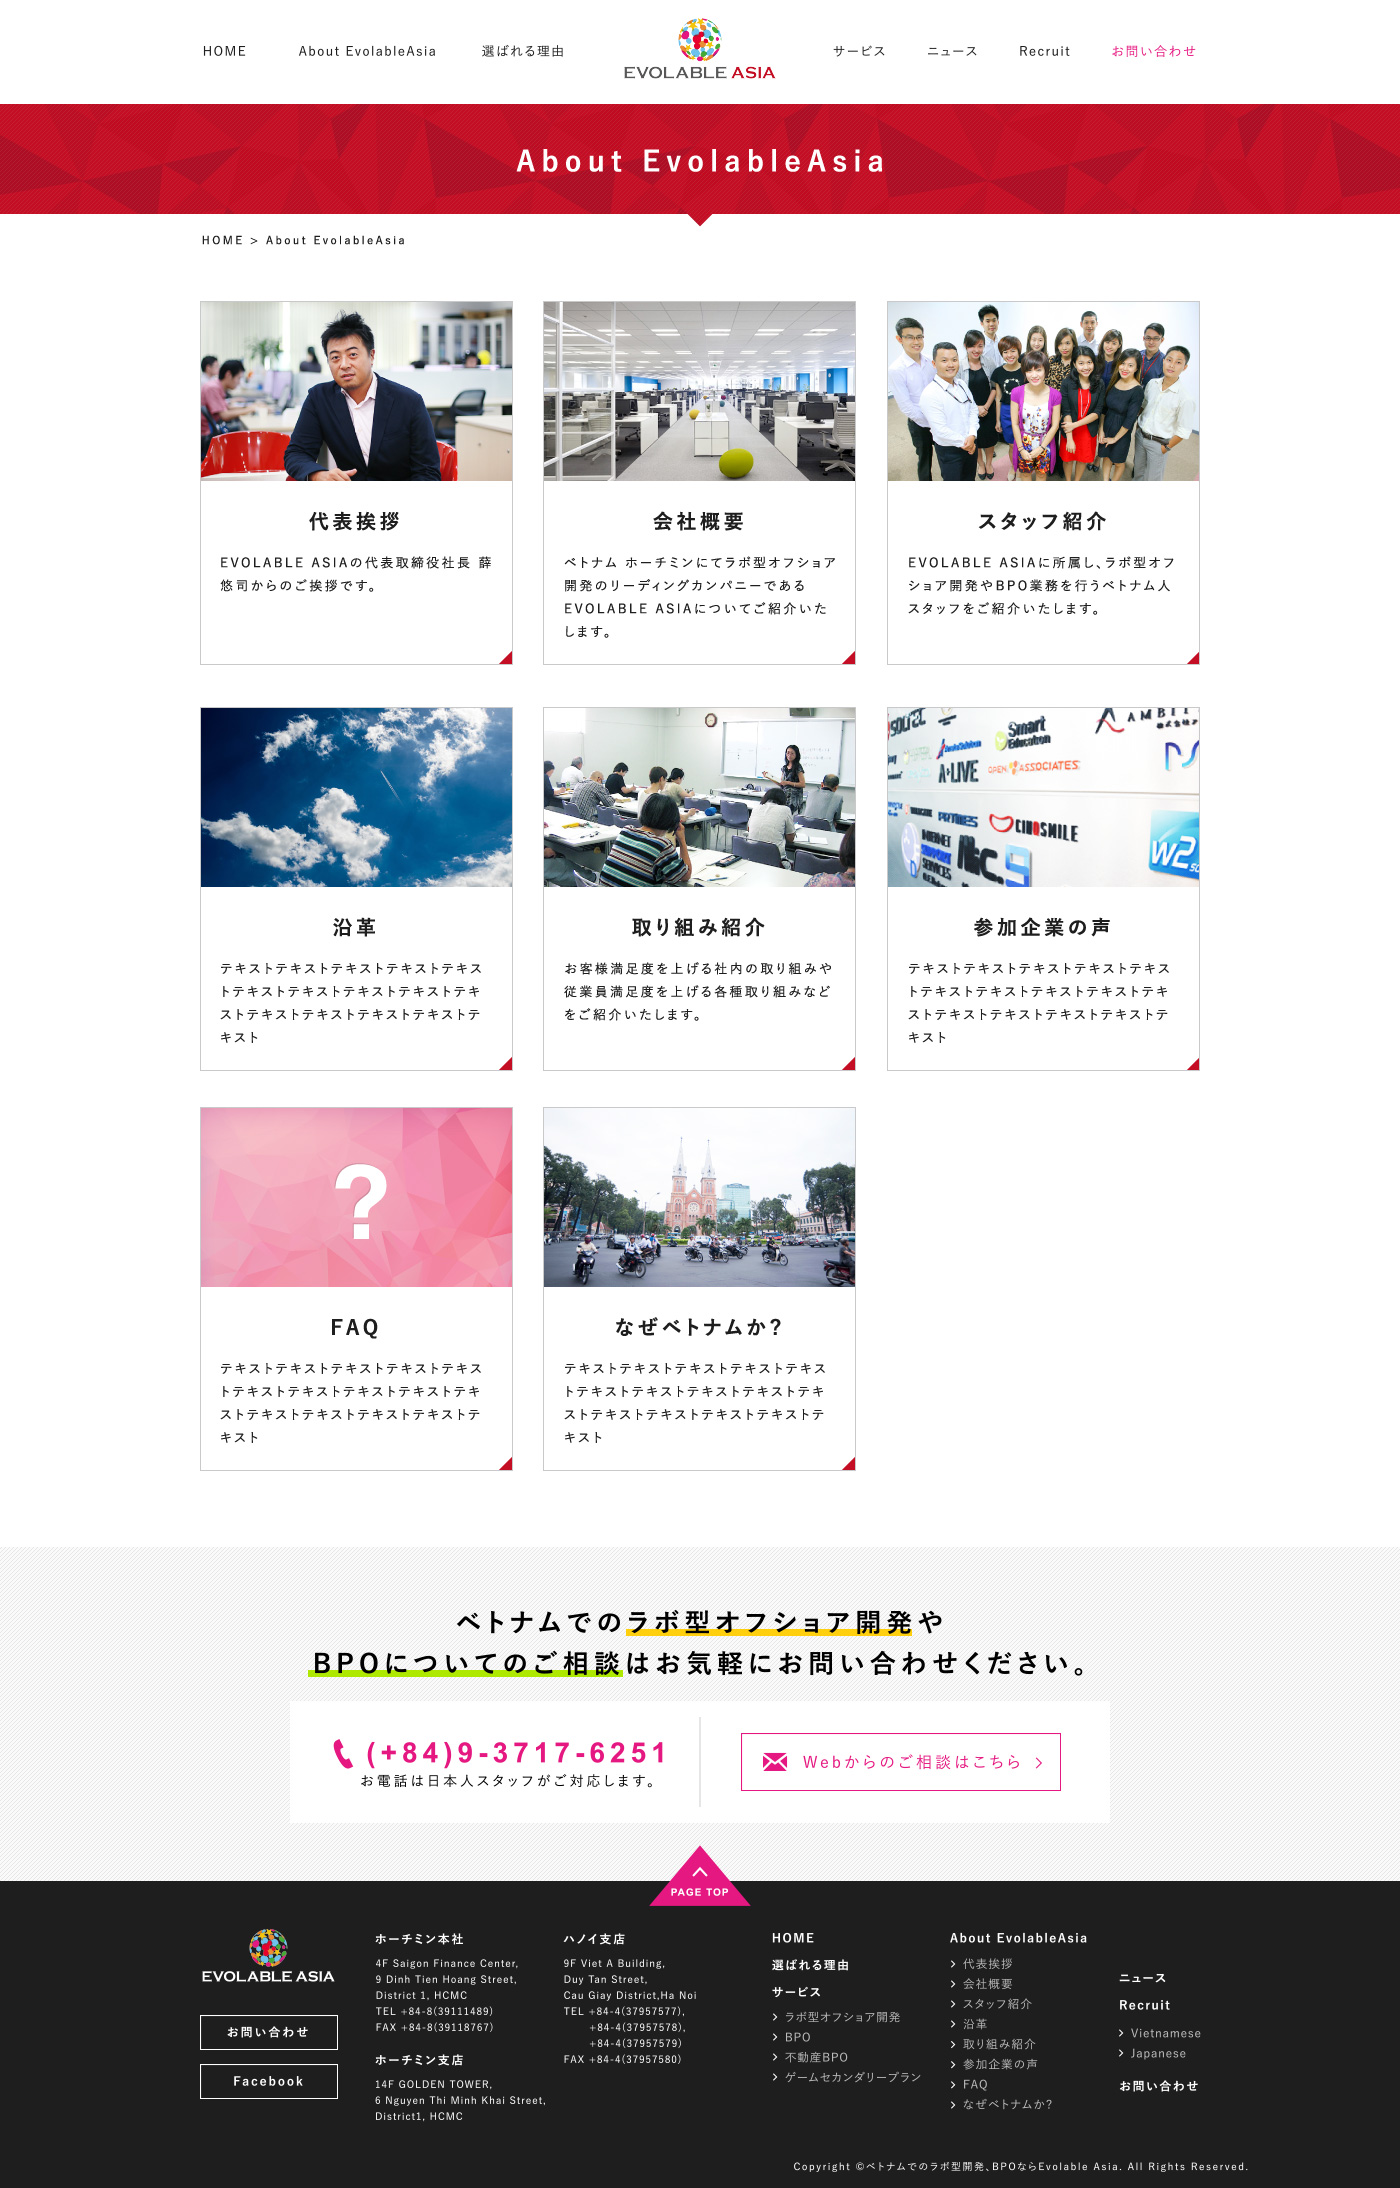 HOME
About EvolableAsia
選ばれる理由
EVOLABLE ASIA
サービス
ニュース
Recruit
お問い合わせ
About EvolableAsia
HOME > About EvolableAsia
代表挨拶
EVOLABLE ASIAの代表取締役社長 薛
悠司からのご挨拶です。
会社概要
ベトナム ホーチミンにてラボ型オフショア
開発のリーディングカンパニーである
EVOLABLE ASIAについてご紹介いた
します。
スタッフ紹介
EVOLABLE ASIAに所属し、ラボ型オフ
ショア開発やBPO業務を行うベトナム人
スタッフをご紹介いたします。
Smart
Education
A+LIVE
OPEN ASSOCIATES
CINQSMILE
w2
沿革
テキストテキストテキストテキストテキス
トテキストテキストテキストテキストテキ
ストテキストテキストテキストテキストテ
キスト
取り組み紹介
お客様満足度を上げる社内の取り組みや
従業員満足度を上げる各種取り組みなど
をご紹介いたします。
参加企業の声
テキストテキストテキストテキストテキス
トテキストテキストテキストテキストテキ
ストテキストテキストテキストテキストテ
キスト
?
FAQ
テキストテキストテキストテキストテキス
トテキストテキストテキストテキストテキ
ストテキストテキストテキストテキストテ
キスト
なぜベトナムか?
テキストテキストテキストテキストテキス
トテキストテキストテキストテキストテキ
ストテキストテキストテキストテキストテ
キスト
ベトナムでのラボ型オフショア開発や
BPOについてのご相談はお気軽にお問い合わせください。
(+84)9-3717-6251
お電話は日本人スタッフがご対応します。
Webからのご相談はこちら
PAGE TOP
EVOLABLE ASIA
お問い合わせ
Facebook
ホーチミン本社
4F Saigon Finance Center,
9 Dinh Tien Hoang Street,
District 1, HCMC
TEL +84-8(39111489)
FAX +84-8(39118767)
ホーチミン支店
14F GOLDEN TOWER,
6 Nguyen Thi Minh Khai Street,
District1, HCMC
ハノイ支店
9F Viet A Building,
Duy Tan Street,
Cau Giay District,Ha Noi
TEL +84-4(37957577),
+84-4(37957578),
+84-4(37957579)
FAX +84-4(37957580)
HOME
選ばれる理由
サービス
ラボ型オフショア開発
BPO
不動産BPO
ゲームセカンダリープラン
About EvolableAsia
代表挨拶
会社概要
スタッフ紹介
沿革
取り組み紹介
参加企業の声
FAQ
なぜベトナムか?
ニュース
Recruit
Vietnamese
Japanese
お問い合わせ
Copyright ©ベトナムでのラボ型開発、BPOならEvolable Asia. All Rights Reserved.